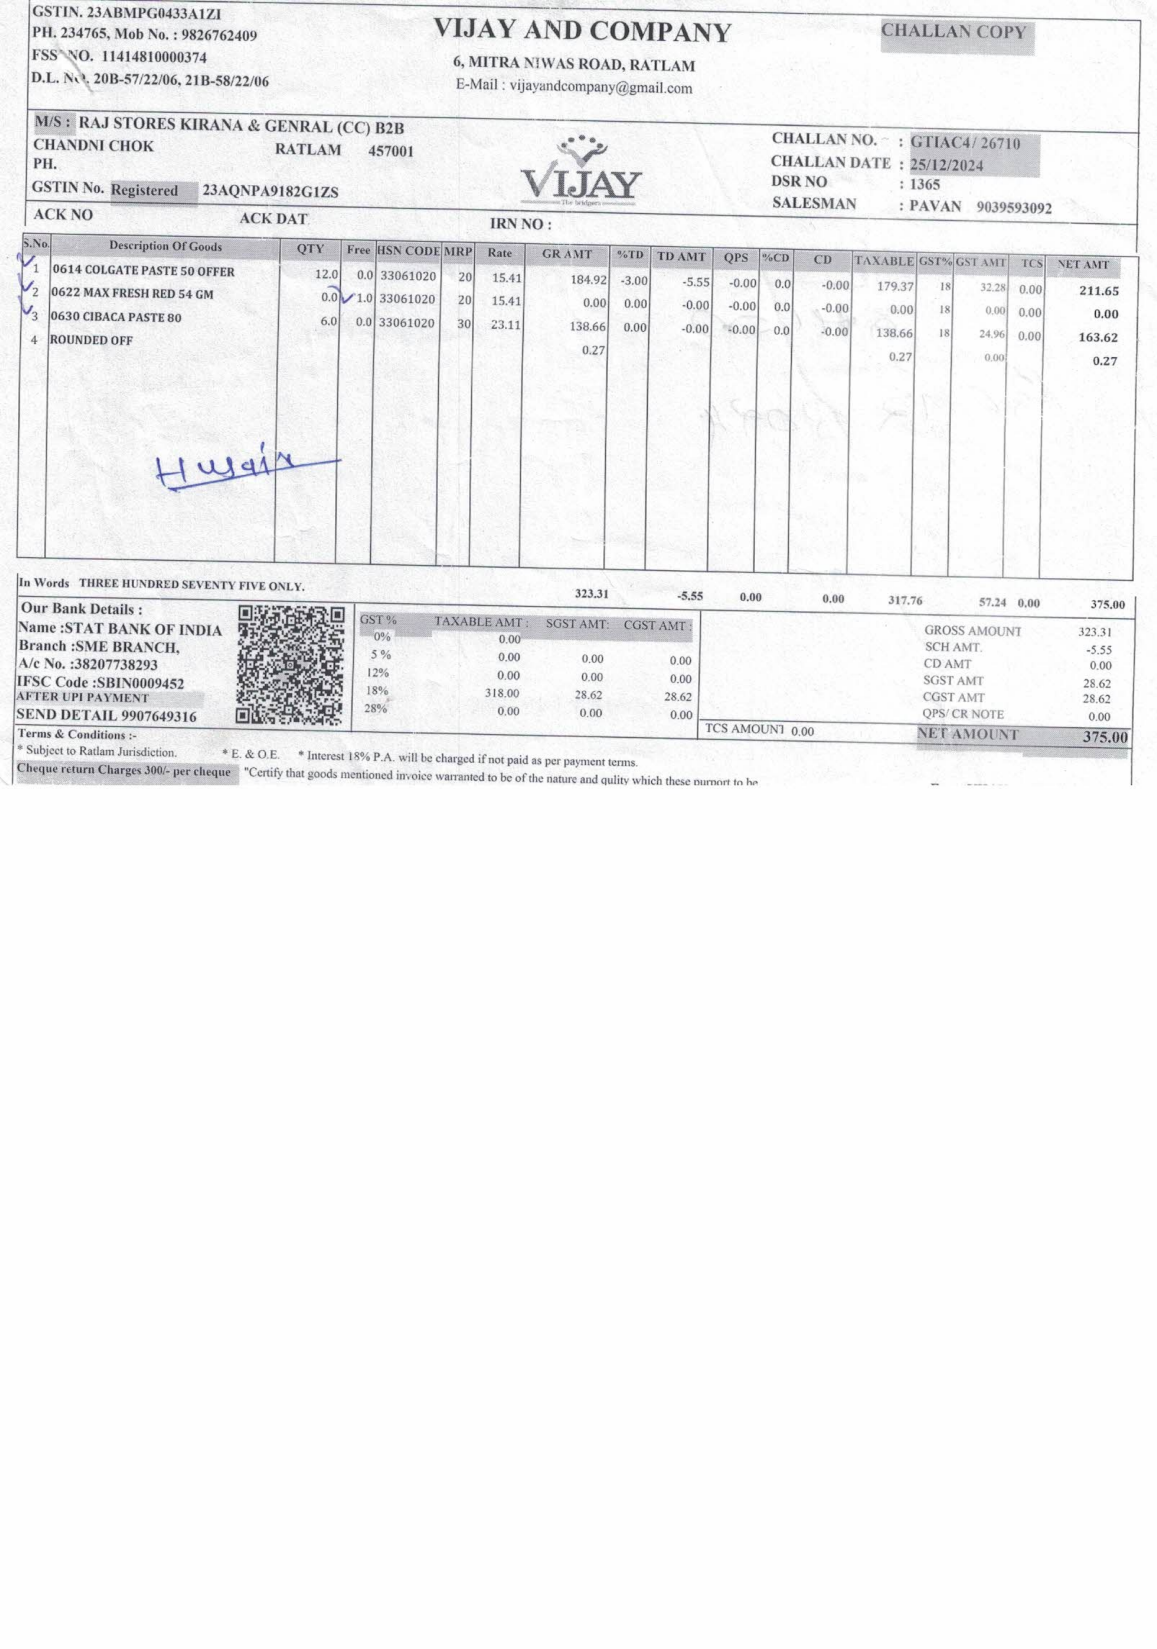 GSTIN. 23ABMPG0433A1ZI
PH. 234765, Mob No. : 9826762409
FSS NO. 11414810000374
D.L. NO. 20B-57/22/06, 21B-58/22/06
VIJAY AND COMPANY
6, MITRA NIWAS ROAD, RATLAM
E-Mail : vijayandcompany@gmail.com
CHALLAN COPY
M/S : RAJ STORES KIRANA & GENRAL (CC) B2B
CHANDNI CHOK RATLAM 457001
PH.
GSTIN No. Registered 23AQNPA9182G1ZS
VIJAY
The bridgers
CHALLAN NO. : GTIAC4/ 26710
CHALLAN DATE : 25/12/2024
DSR NO : 1365
SALESMAN : PAVAN 9039593092
ACK NO ACK DAT IRN NO :
S.No. Description Of Goods QTY Free HSN CODE MRP Rate GR AMT %TD TD AMT QPS %CD CD TAXABLE GST% GST AMT TCS NET AMT
1 0614 COLGATE PASTE 50 OFFER 12.0 0.0 33061020 20 15.41 184.92 -3.00 -5.55 -0.00 0.0 -0.00 179.37 18 32.28 0.00 211.65
2 0622 MAX FRESH RED 54 GM 0.0 1.0 33061020 20 15.41 0.00 0.00 -0.00 -0.00 0.0 -0.00 0.00 18 0.00 0.00 0.00
3 0630 CIBACA PASTE 80 6.0 0.0 33061020 30 23.11 138.66 0.00 -0.00 -0.00 0.0 -0.00 138.66 18 24.96 0.00 163.62
4 ROUNDED OFF 0.27 0.27 0.00 0.27
Husain
In Words THREE HUNDRED SEVENTY FIVE ONLY. 323.31 -5.55 0.00 0.00 317.76 57.24 0.00 375.00
Our Bank Details :
Name :STAT BANK OF INDIA
Branch :SME BRANCH,
A/c No. :38207738293
IFSC Code :SBIN0009452
AFTER UPI PAYMENT
SEND DETAIL 9907649316
GST % TAXABLE AMT : SGST AMT: CGST AMT :
0% 0.00
5 % 0.00 0.00 0.00
12% 0.00 0.00 0.00
18% 318.00 28.62 28.62
28% 0.00 0.00 0.00
TCS AMOUNT 0.00
GROSS AMOUNT 323.31
SCH AMT. -5.55
CD AMT 0.00
SGST AMT 28.62
CGST AMT 28.62
QPS/ CR NOTE 0.00
NET AMOUNT 375.00
Terms & Conditions :-
* Subject to Ratlam Jurisdiction. * E. & O.E. * Interest 18% P.A. will be charged if not paid as per payment terms.
Cheque return Charges 300/- per cheque "Certify that goods mentioned invoice warranted to be of the nature and qulity which these purport to be